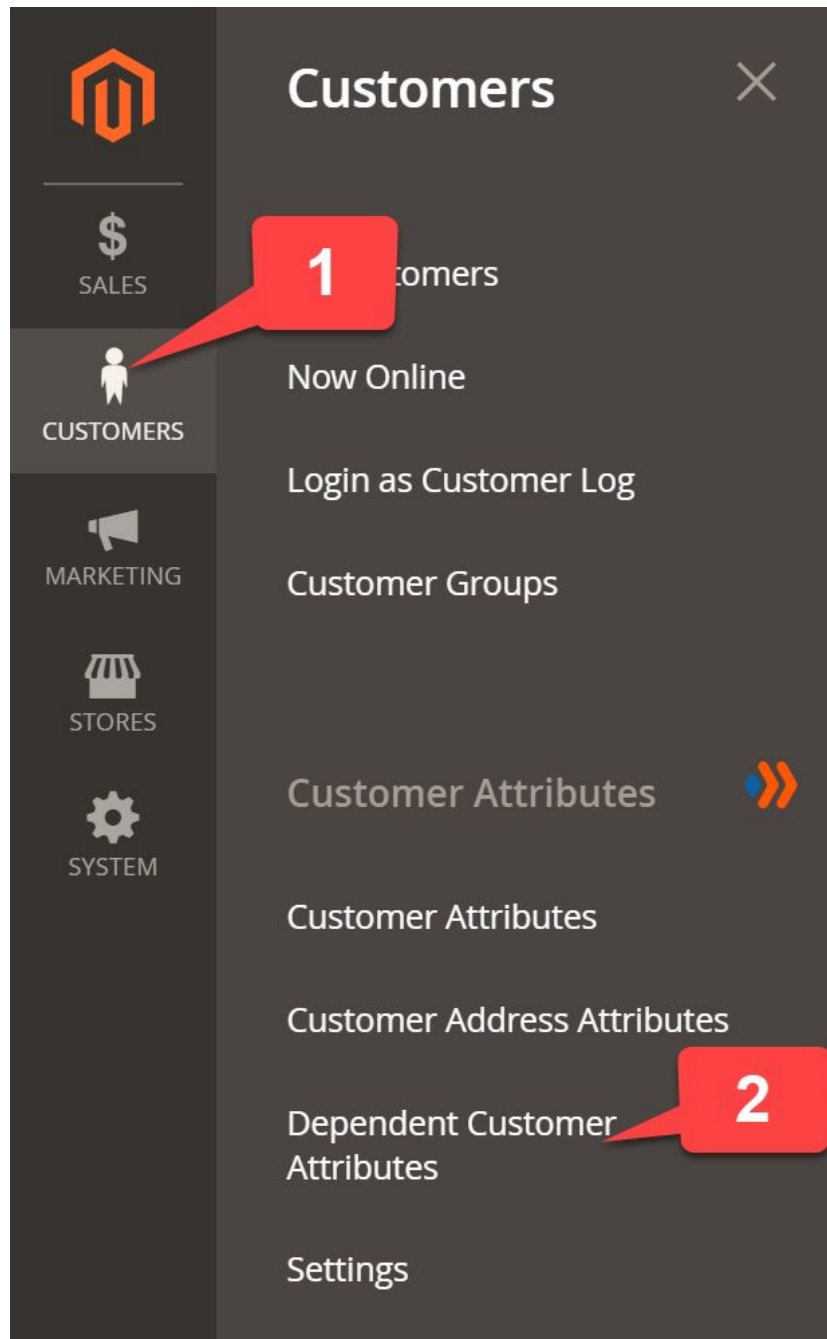 Customers
$
SALES
1
tomers
Now Online
CUSTOMERS
Login as Customer Log
MARKETING
Customer Groups
STORES
Customer Attributes
SYSTEM
Customer Attributes
Customer Address Attributes
2
Dependent Customer
Attributes
Settings